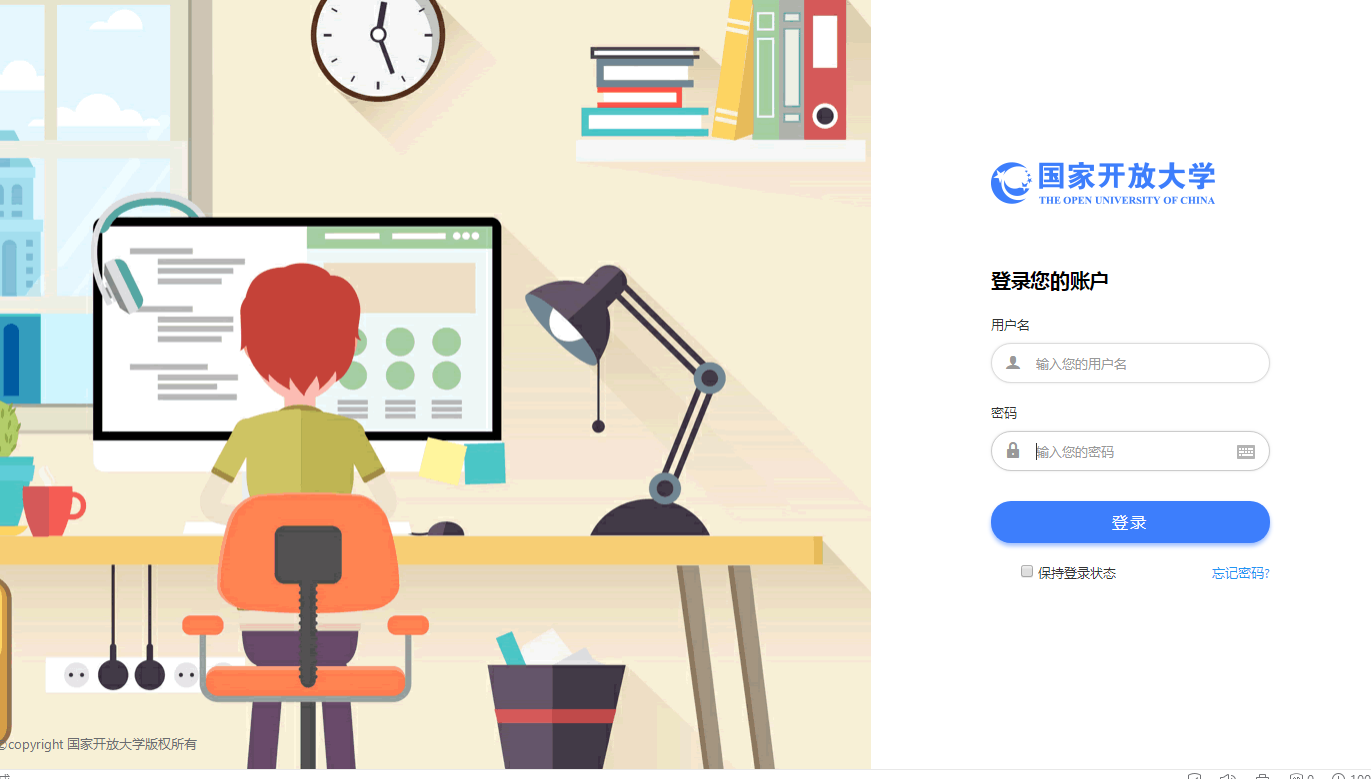 国家开放大学
THE OPEN UNIVERSITY OF CHINA
登录您的账户
用户名
输入您的用户名
密码
输入您的密码
登录
保持登录状态 忘记密码?
©copyright 国家开放大学版权所有